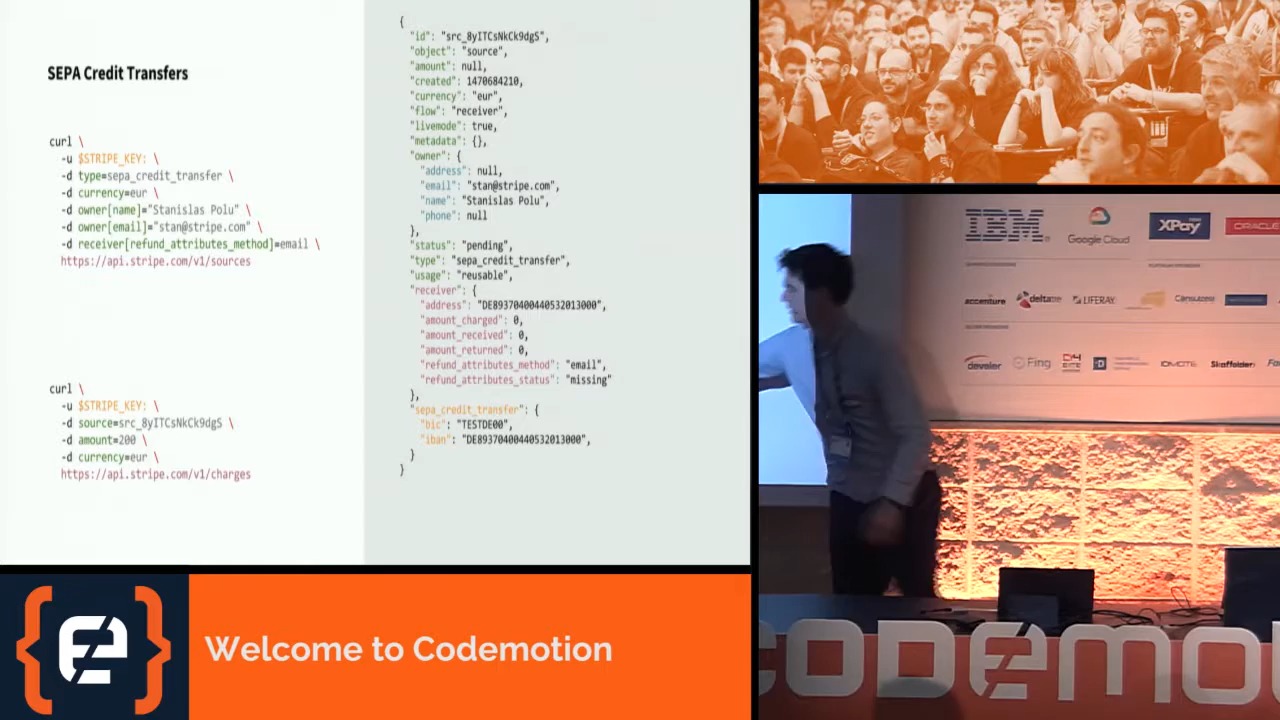 SEPA Credit Transfers
curl \
-u $STRIPE_KEY: \
-d type=sepa_credit_transfer \
-d currency=eur \
-d owner[name]="Stanislas Polu" \
-d owner[email]="stan@stripe.com" \
-d receiver[refund_attributes_method]=email \
https://api.stripe.com/v1/sources
curl \
-u $STRIPE_KEY: \
-d source=src_8yITCsNkCk9dgS \
-d amount=200 \
-d currency=eur \
https://api.stripe.com/v1/charges
{
"id": "src_8yITCsNkCk9dgS",
"object": "source",
"amount": null,
"created": 1470684210,
"currency": "eur",
"flow": "receiver",
"livemode": true,
"metadata": {},
"owner": {
"address": null,
"email": "stan@stripe.com",
"name": "Stanislas Polu",
"phone": null
},
"status": "pending",
"type": "sepa_credit_transfer",
"usage": "reusable",
"receiver": {
"address": "DE89370400440532013000",
"amount_charged": 0,
"amount_received": 0,
"amount_returned": 0,
"refund_attributes_method": "email",
"refund_attributes_status": "missing"
},
"sepa_credit_transfer": {
"bic": "TESTDE00",
"iban": "DE89370400440532013000",
}
}
IBM
Google Cloud
XPay
ORACLE
accenture
deltatre
LIFERAY
develer
Fing
IDMOTE
Skaffolder
CODEMO
Welcome to Codemotion